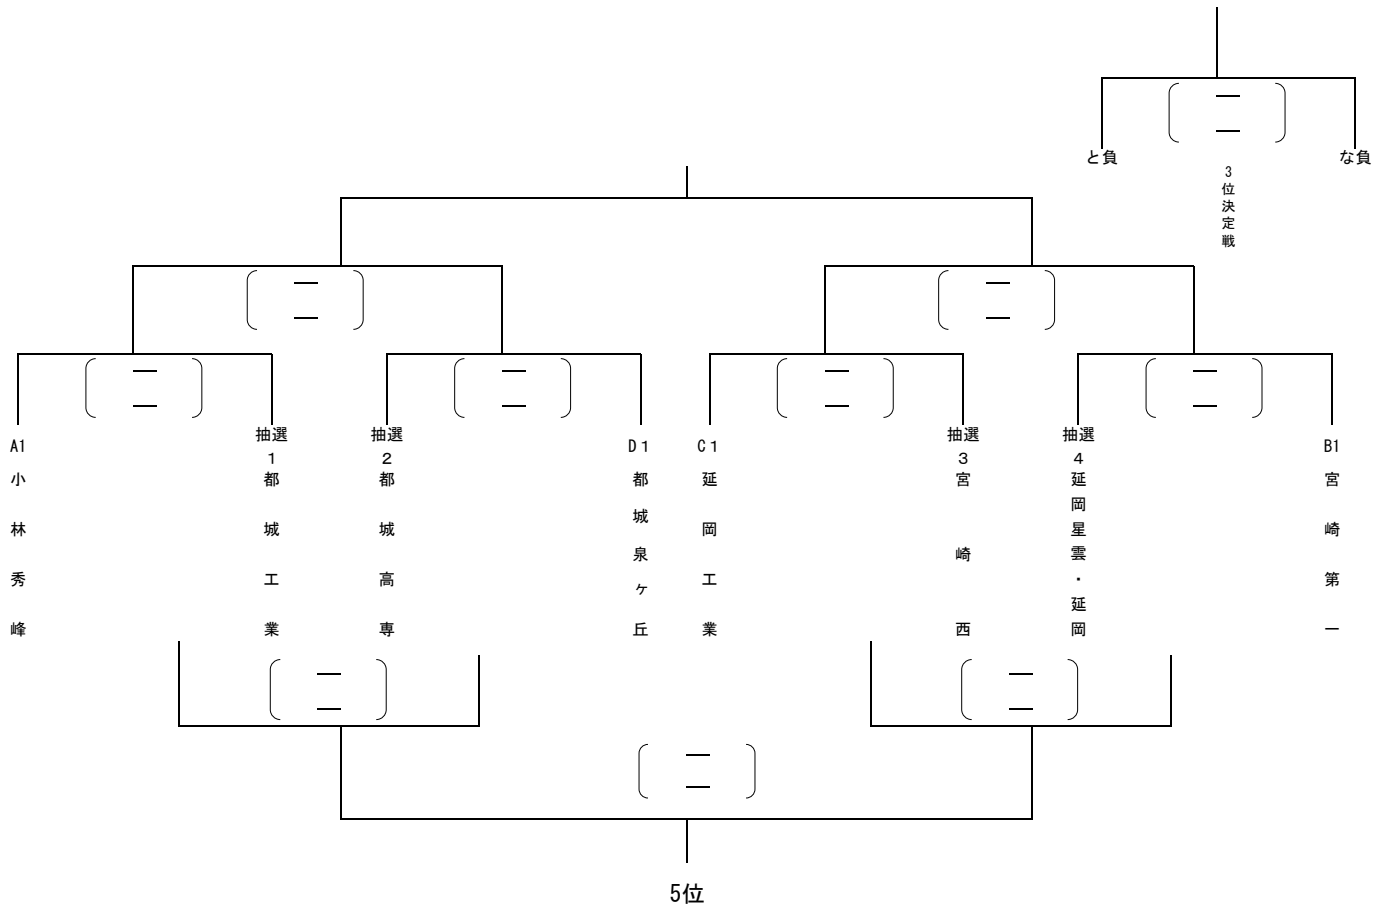 と負
な負
3位決定戦
A1
抽選
1
抽選
2
D1
C1
抽選
3
抽選
4
B1
小林秀峰
都城工業
都城高専
都城泉ヶ丘
延岡工業
宮崎西
延岡星雲・延岡
宮崎第一
5位